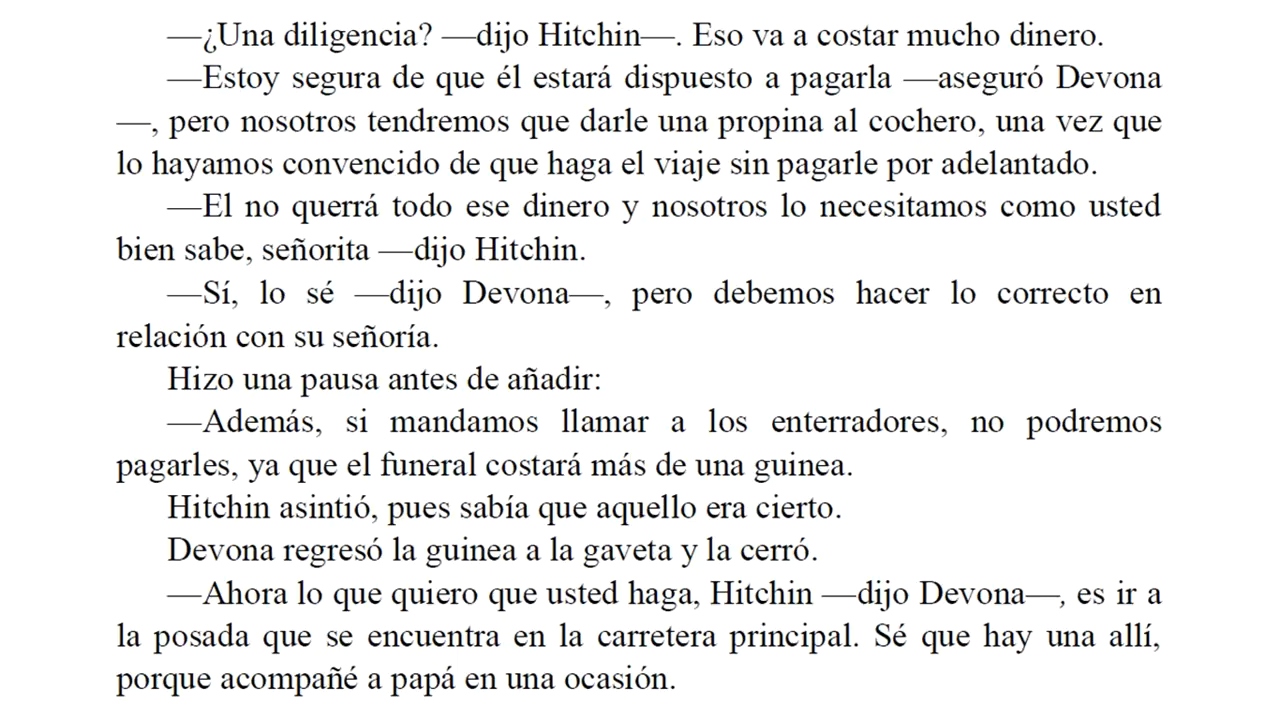 —¿Una diligencia? —dijo Hitchin—. Eso va a costar mucho dinero.
—Estoy segura de que él estará dispuesto a pagarla —aseguró Devona
—, pero nosotros tendremos que darle una propina al cochero, una vez que
lo hayamos convencido de que haga el viaje sin pagarle por adelantado.
—El no querrá todo ese dinero y nosotros lo necesitamos como usted
bien sabe, señorita —dijo Hitchin.
—Sí, lo sé —dijo Devona—, pero debemos hacer lo correcto en
relación con su señoría.
Hizo una pausa antes de añadir:
—Además, si mandamos llamar a los enterradores, no podremos
pagarles, ya que el funeral costará más de una guinea.
Hitchin asintió, pues sabía que aquello era cierto.
Devona regresó la guinea a la gaveta y la cerró.
—Ahora lo que quiero que usted haga, Hitchin —dijo Devona—, es ir a
la posada que se encuentra en la carretera principal. Sé que hay una allí,
porque acompañé a papá en una ocasión.